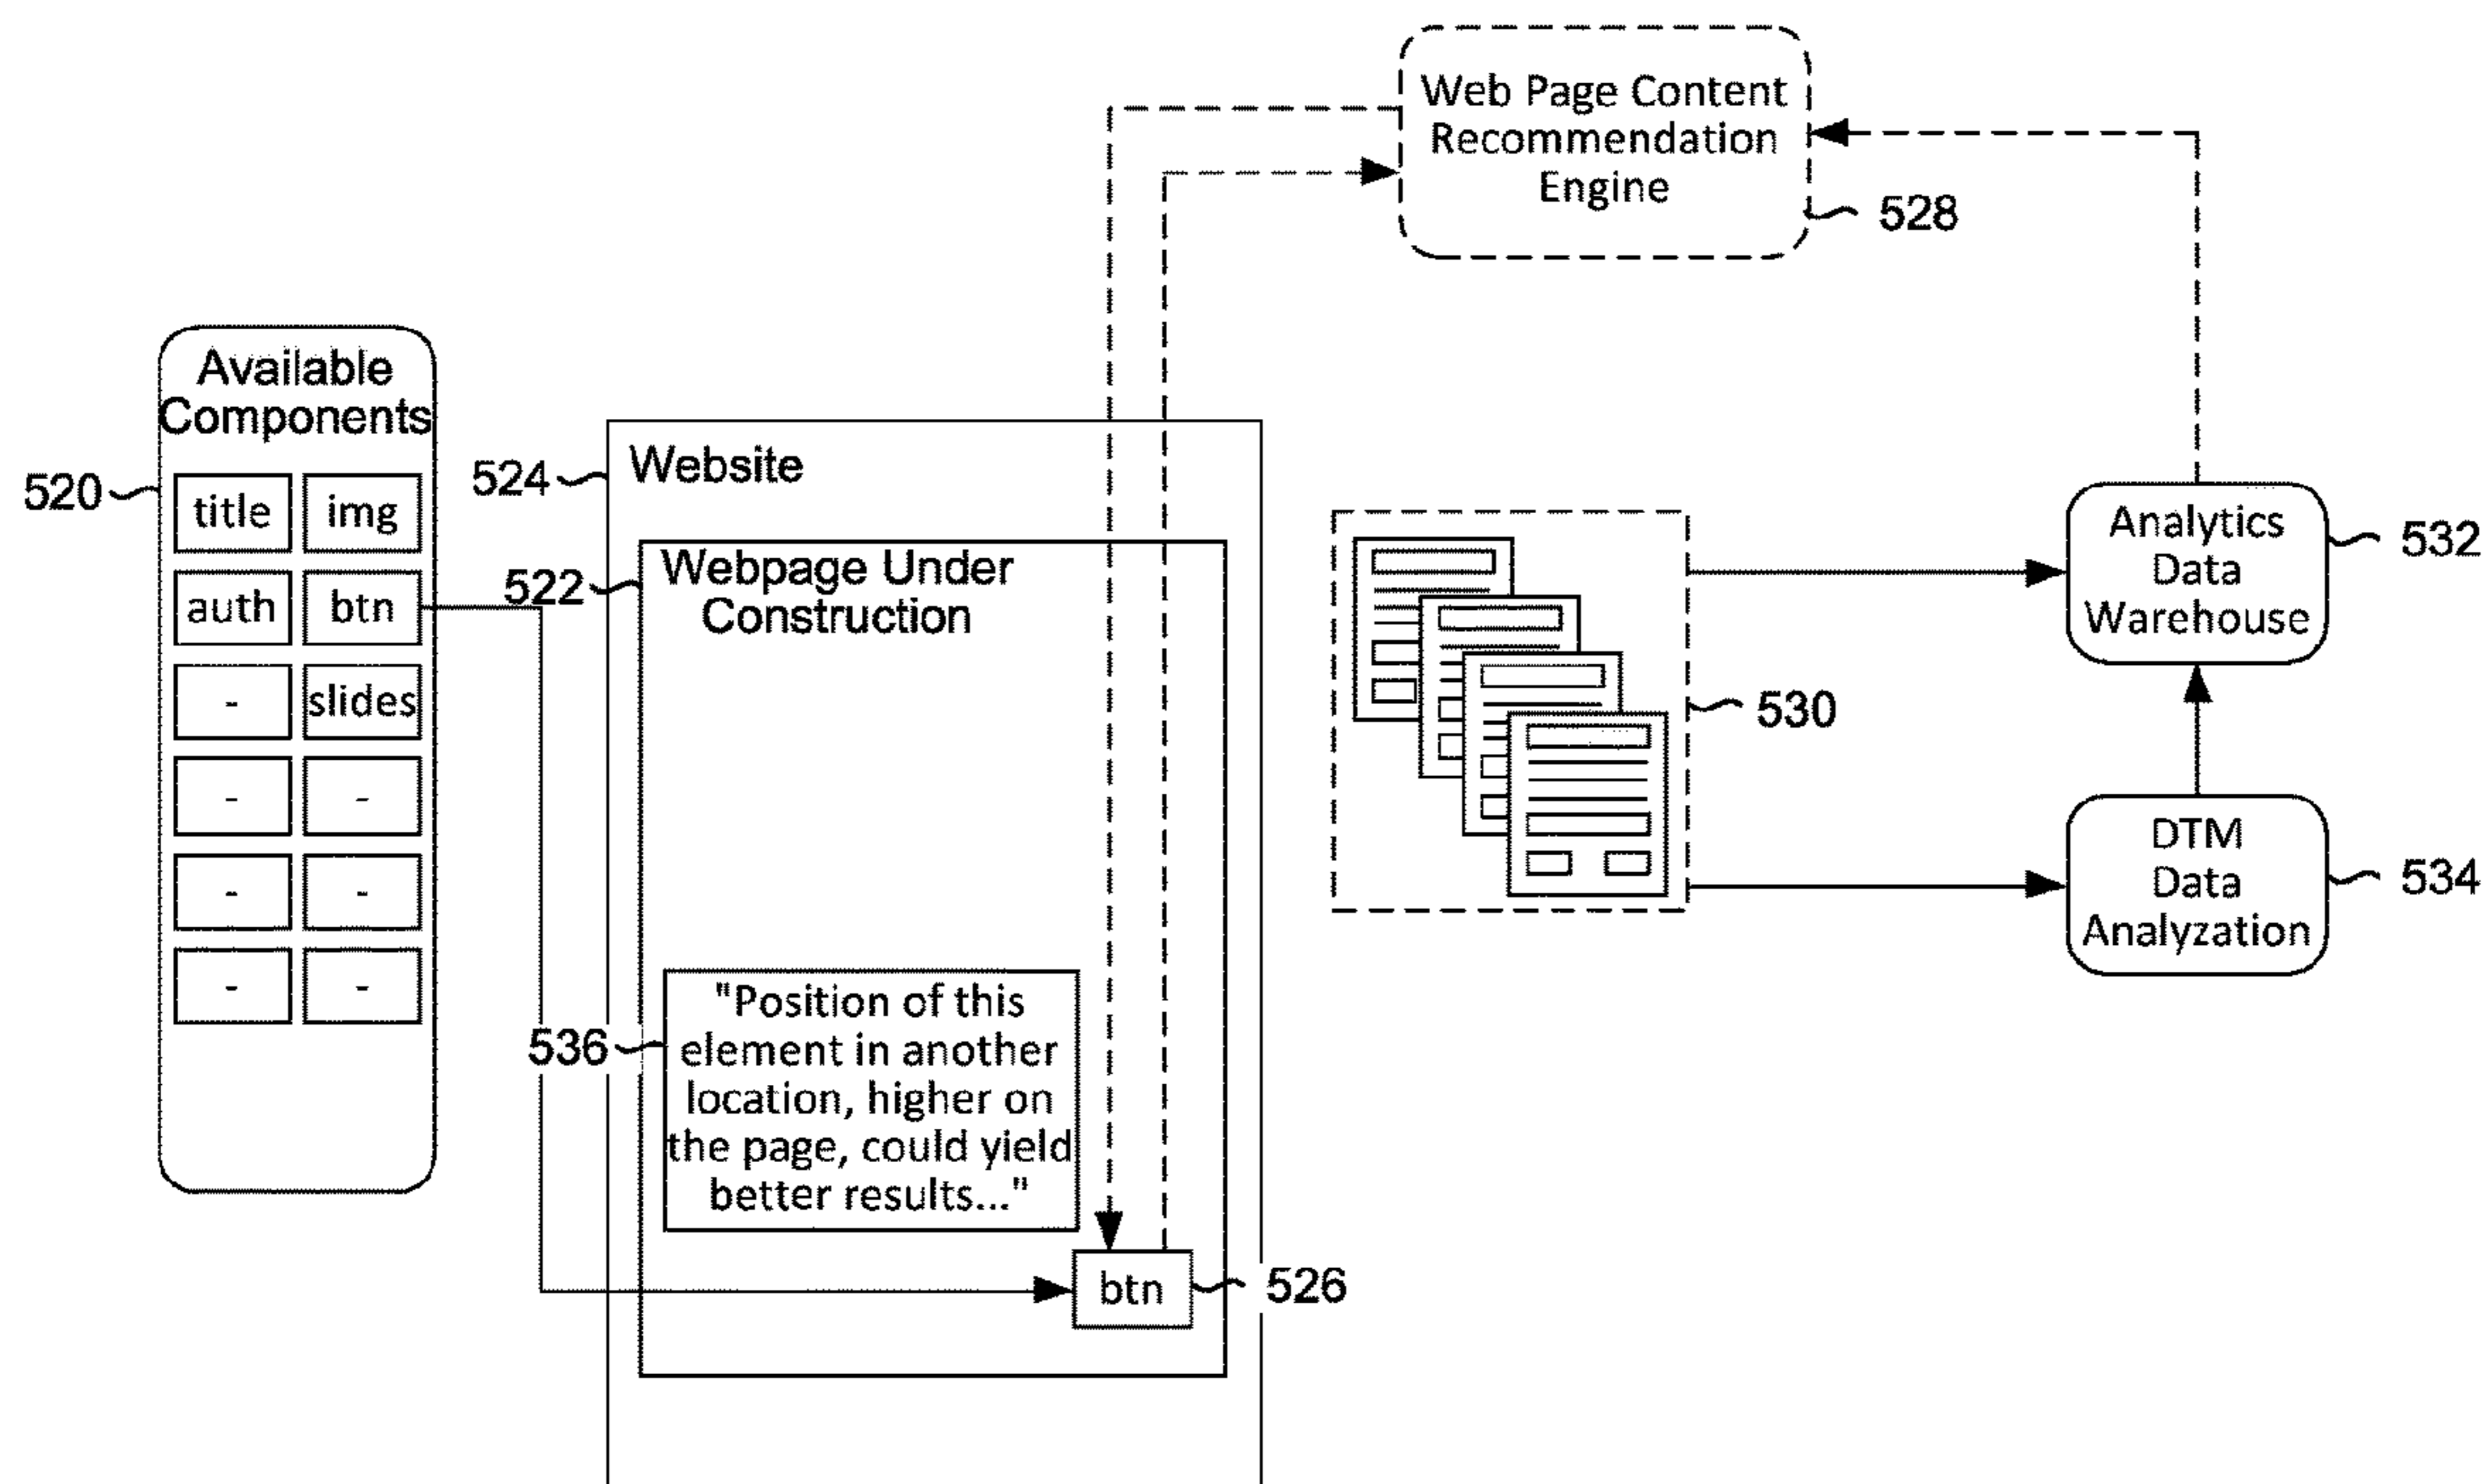 Web Page Content
Recommendation
Engine
528
Available
Components
520
title
img
auth
btn
-
slides
-
-
-
-
-
-
524
Website
522
Webpage Under
Construction
536
"Position of this
element in another
location, higher on
the page, could yield
better results..."
btn
526
530
Analytics
Data
Warehouse
532
DTM
Data
Analyzation
534